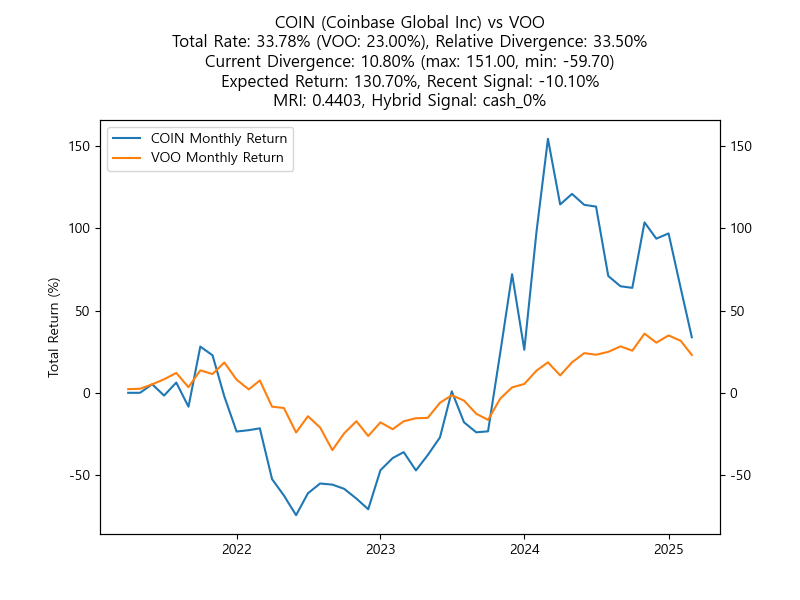 COIN (Coinbase Global Inc) vs VOO
Total Rate: 33.78% (VOO: 23.00%), Relative Divergence: 33.50%
Current Divergence: 10.80% (max: 151.00, min: -59.70)
Expected Return: 130.70%, Recent Signal: -10.10%
MRI: 0.4403, Hybrid Signal: cash_0%
COIN Monthly Return
VOO Monthly Return
Total Return (%)
150
100
50
0
-50
150
100
50
0
-50
2022
2023
2024
2025